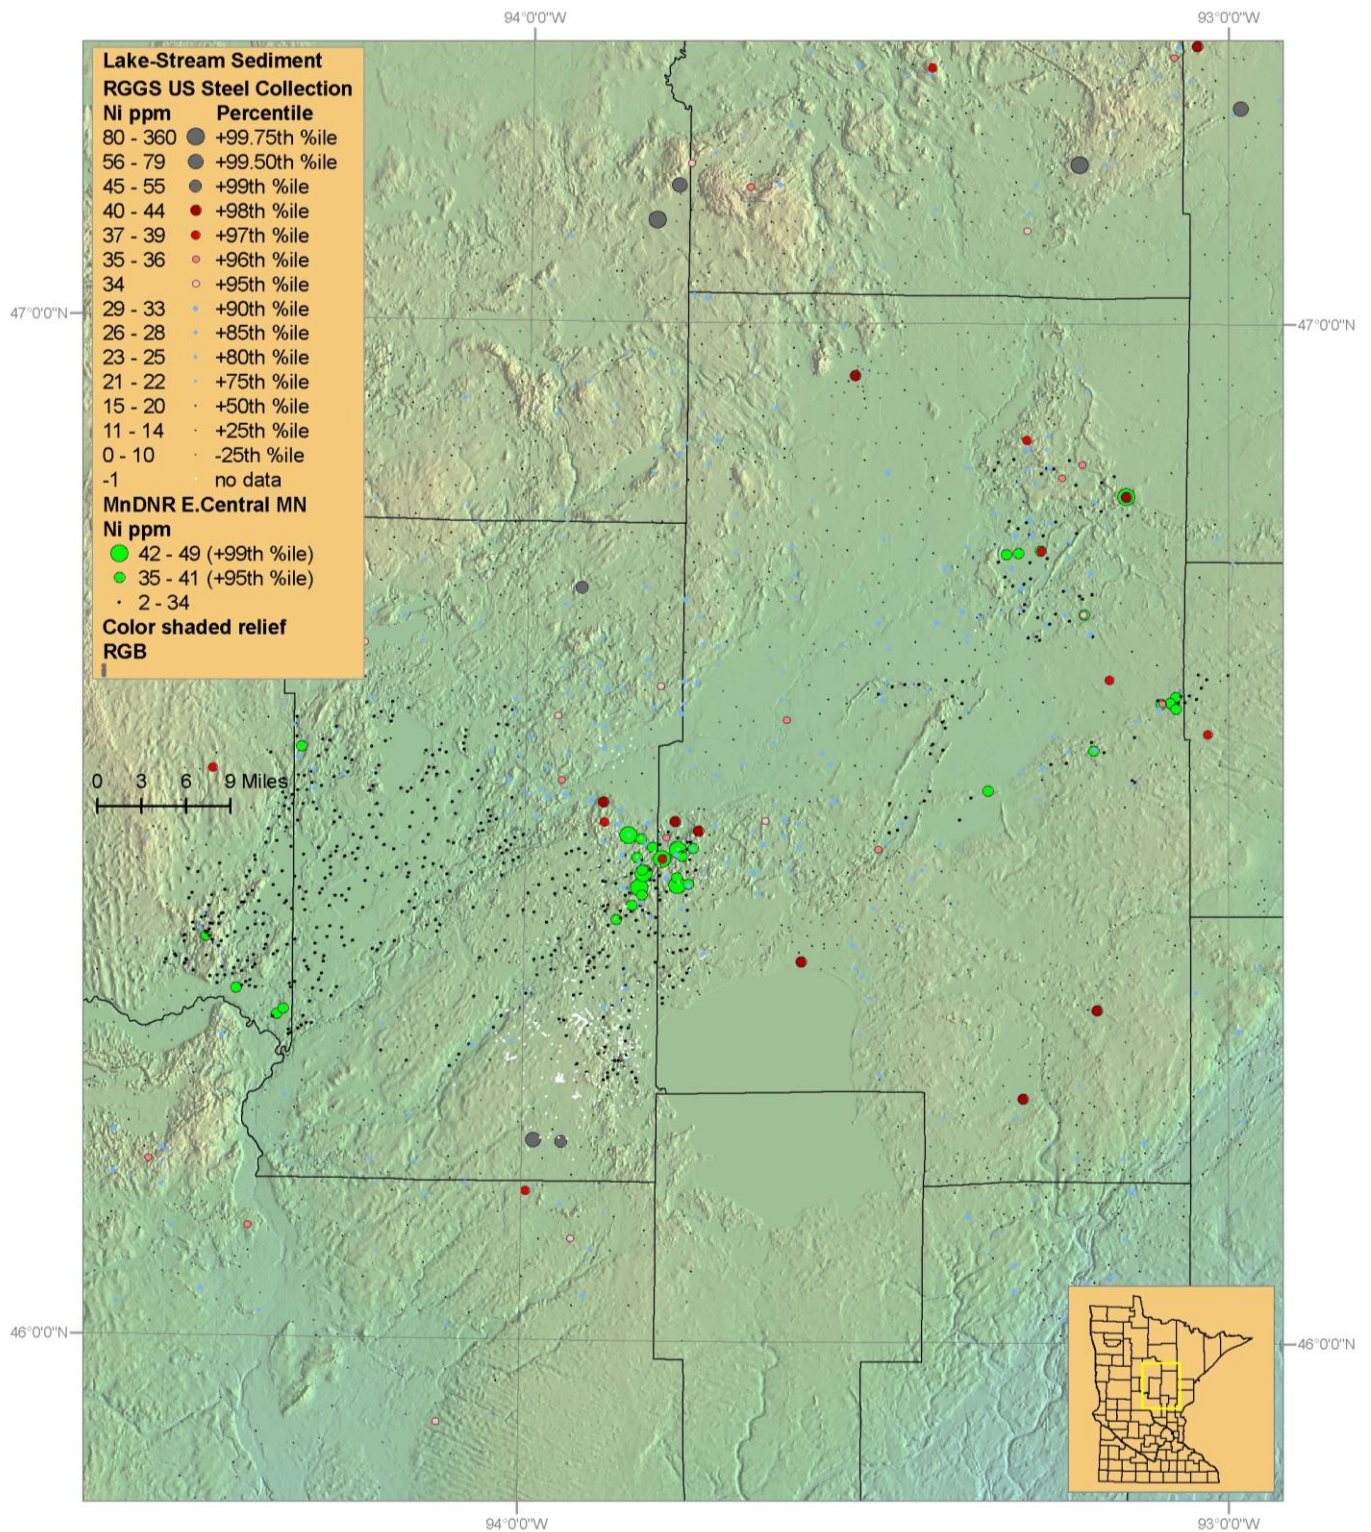 94°0'0"W 93°0'0"W
Lake-Stream Sediment
RGGS US Steel Collection
Ni ppm Percentile
80 - 360 +99.75th %ile
56 - 79 +99.50th %ile
45 - 55 +99th %ile
40 - 44 +98th %ile
37 - 39 +97th %ile
35 - 36 +96th %ile
34 +95th %ile
29 - 33 +90th %ile
26 - 28 +85th %ile
23 - 25 +80th %ile
21 - 22 +75th %ile
15 - 20 +50th %ile
11 - 14 +25th %ile
0 - 10 -25th %ile
-1 no data
MnDNR E.Central MN
Ni ppm
42 - 49 (+99th %ile)
35 - 41 (+95th %ile)
2 - 34
Color shaded relief
RGB
47°0'0"N 47°0'0"N
0 3 6 9 Miles
46°0'0"N 46°0'0"N
94°0'0"W 93°0'0"W